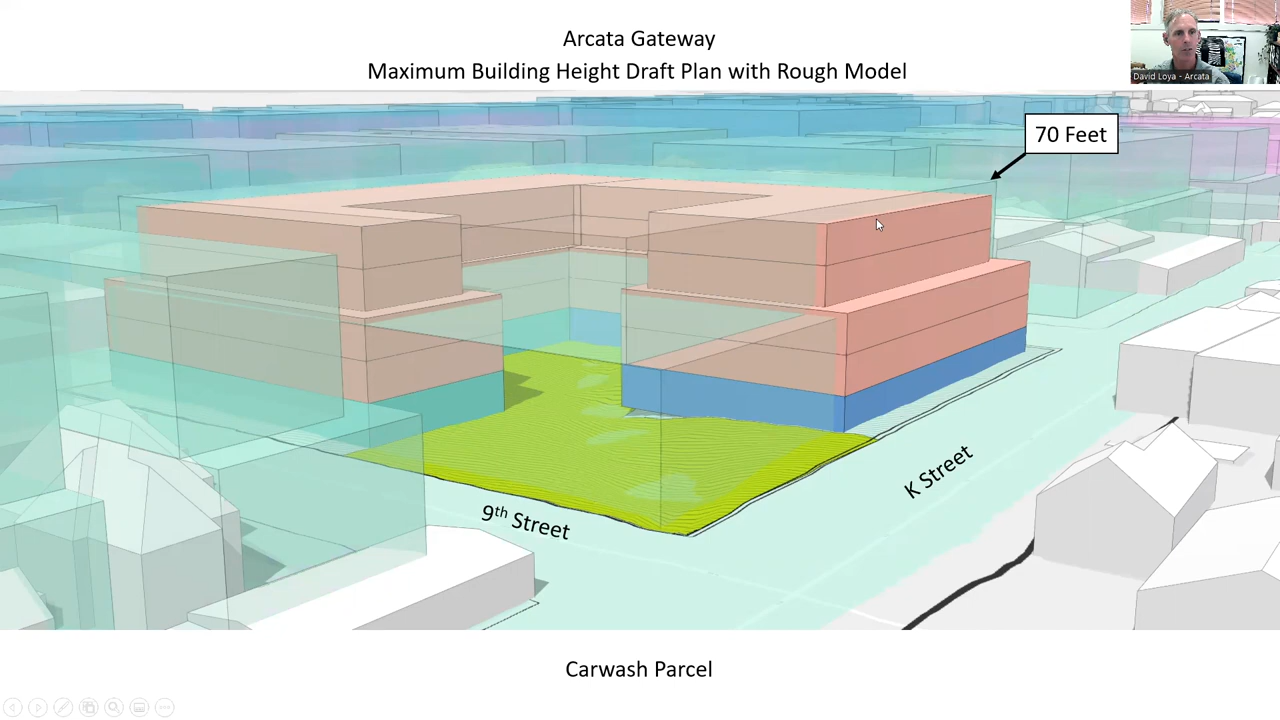 Arcata Gateway
Maximum Building Height Draft Plan with Rough Model
David Loya - Arcata
70 Feet
K Street
9th Street
Carwash Parcel